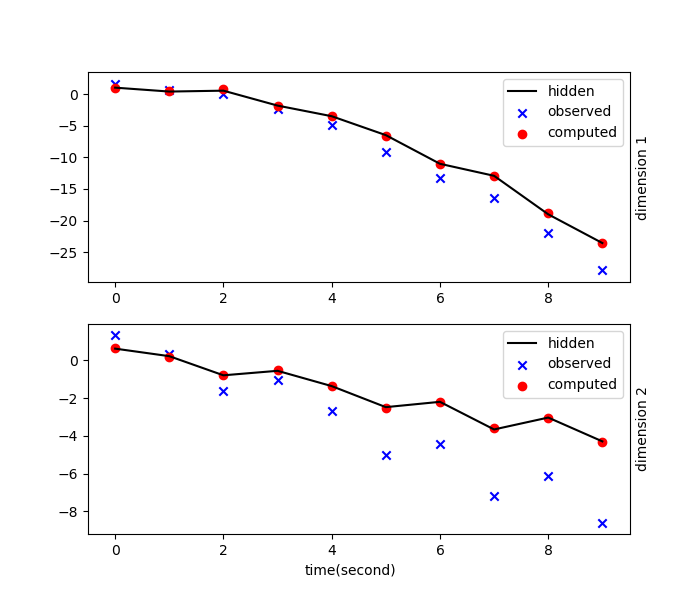 hidden
observed
computed
0
−5
−10
−15
−20
−25
dimension 1
0 2 4 6 8
hidden
observed
computed
0
−2
−4
−6
−8
dimension 2
0 2 4 6 8
time(second)